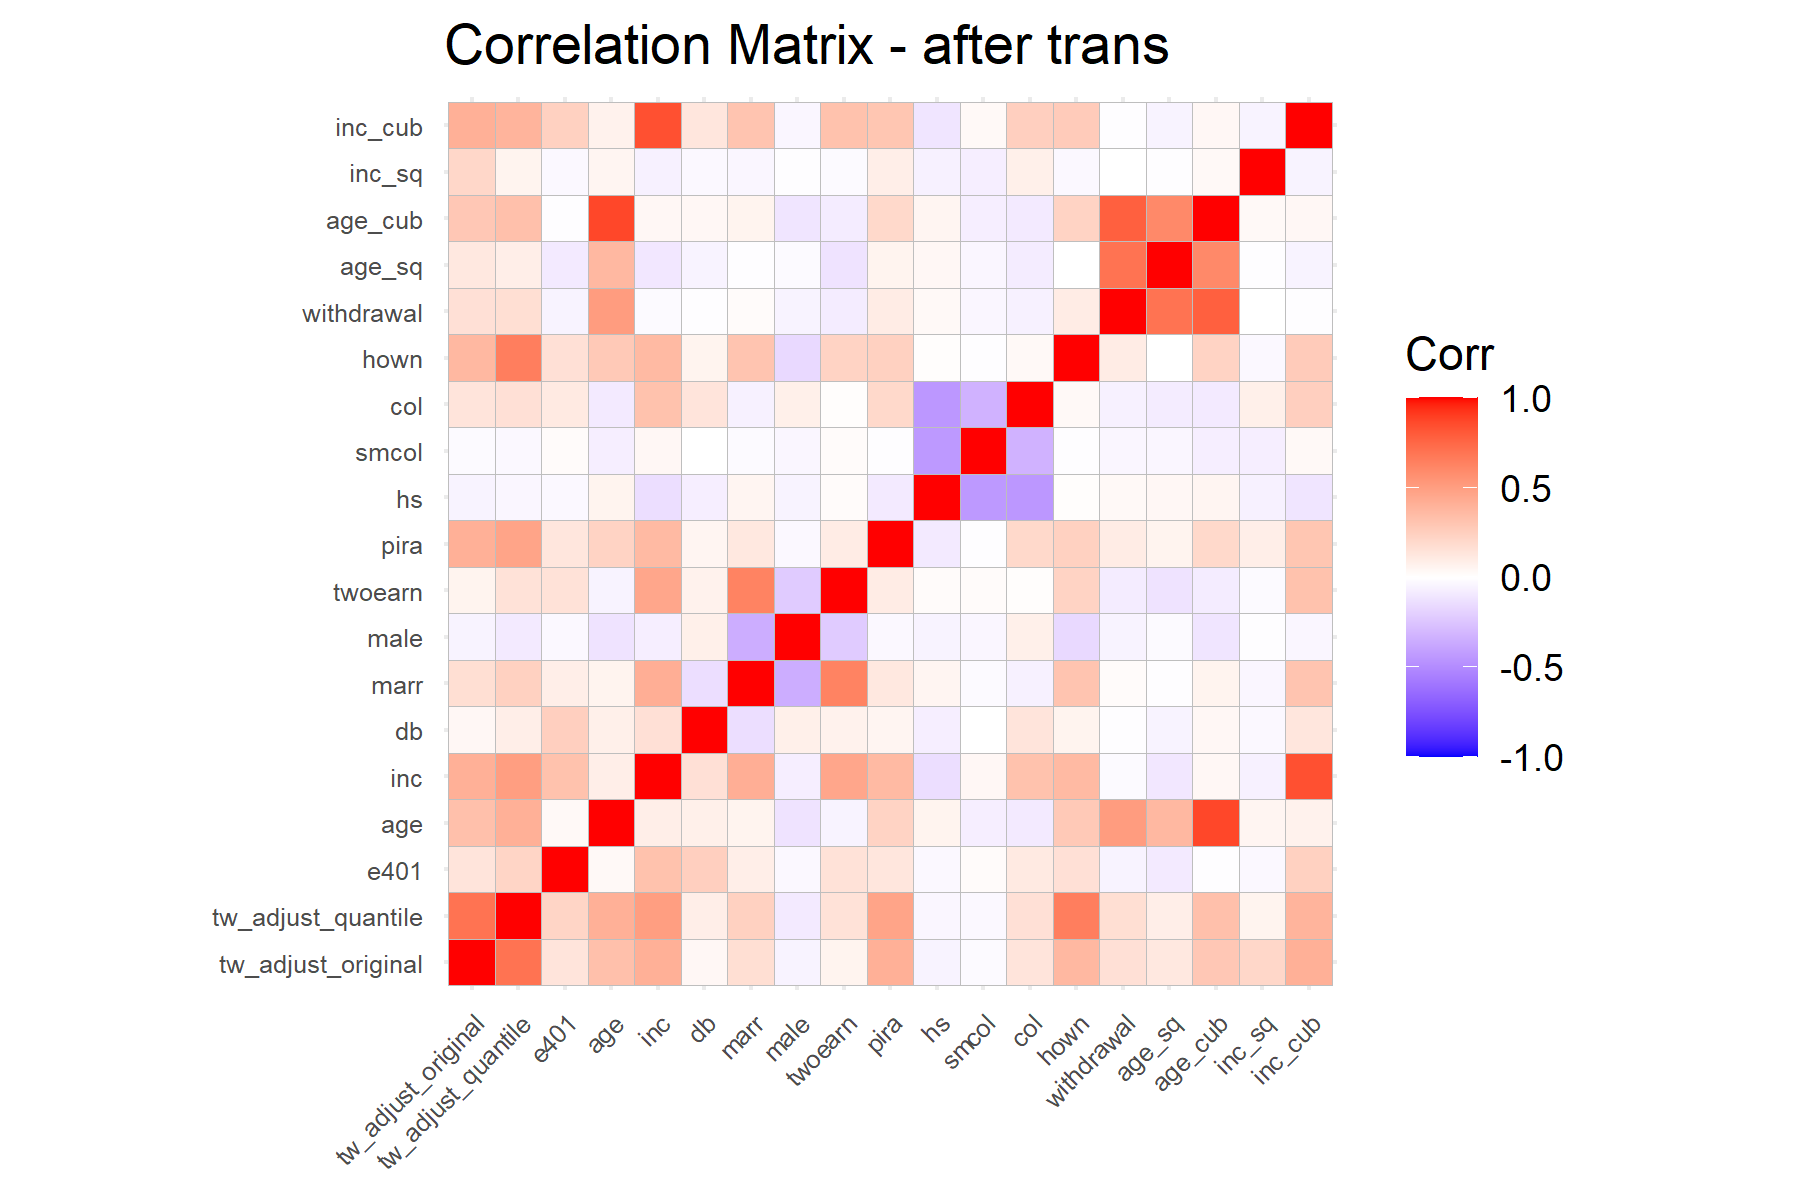 Correlation Matrix - after trans
inc_cub
inc_sq
age_cub
age_sq
withdrawal
hown
col
smcol
hs
pira
twoearn
male
marr
db
inc
age
e401
tw_adjust_quantile
tw_adjust_original
tw_adjust_original
tw_adjust_quantile
e401
age
inc
db
marr
male
twoearn
pira
hs
smcol
col
hown
withdrawal
age_sq
age_cub
inc_sq
inc_cub
Corr
1.0
0.5
0.0
-0.5
-1.0